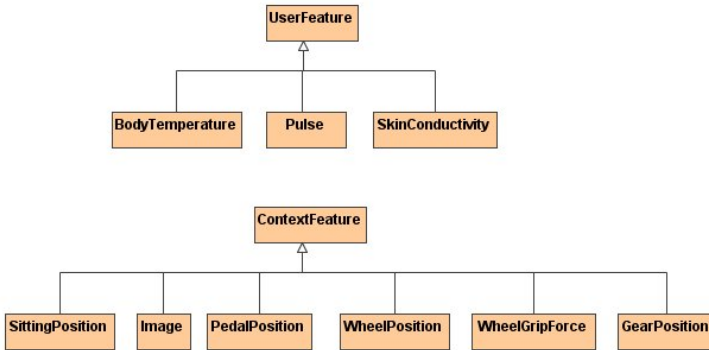 UserFeature
BodyTemperature Pulse SkinConductivity
ContextFeature
SittingPosition Image PedalPosition WheelPosition WheelGripForce GearPosition